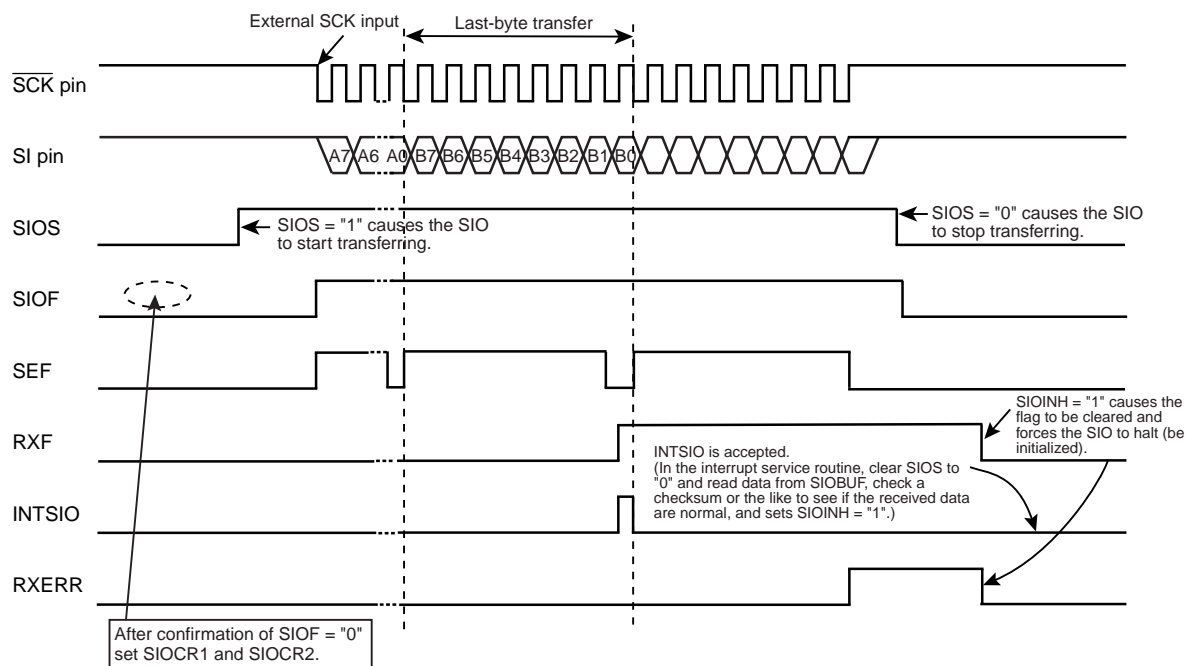 External SCK input
Last-byte transfer
SCK pin
SI pin
A7 A6 A0 B7 B6 B5 B4 B3 B2 B1 B0
SIOS
SIOS = "1" causes the SIO
to start transferring.
SIOS = "0" causes the SIO
to stop transferring.
SIOF
SEF
SIOINH = "1" causes the
flag to be cleared and
forces the SIO to halt (be
initialized).
RXF
INTSIO is accepted.
(In the interrupt service routine, clear SIOS to
"0" and read data from SIOBUF, check a
checksum or the like to see if the received data
are normal, and sets SIOINH = "1".)
INTSIO
RXERR
After confirmation of SIOF = "0"
set SIOCR1 and SIOCR2.